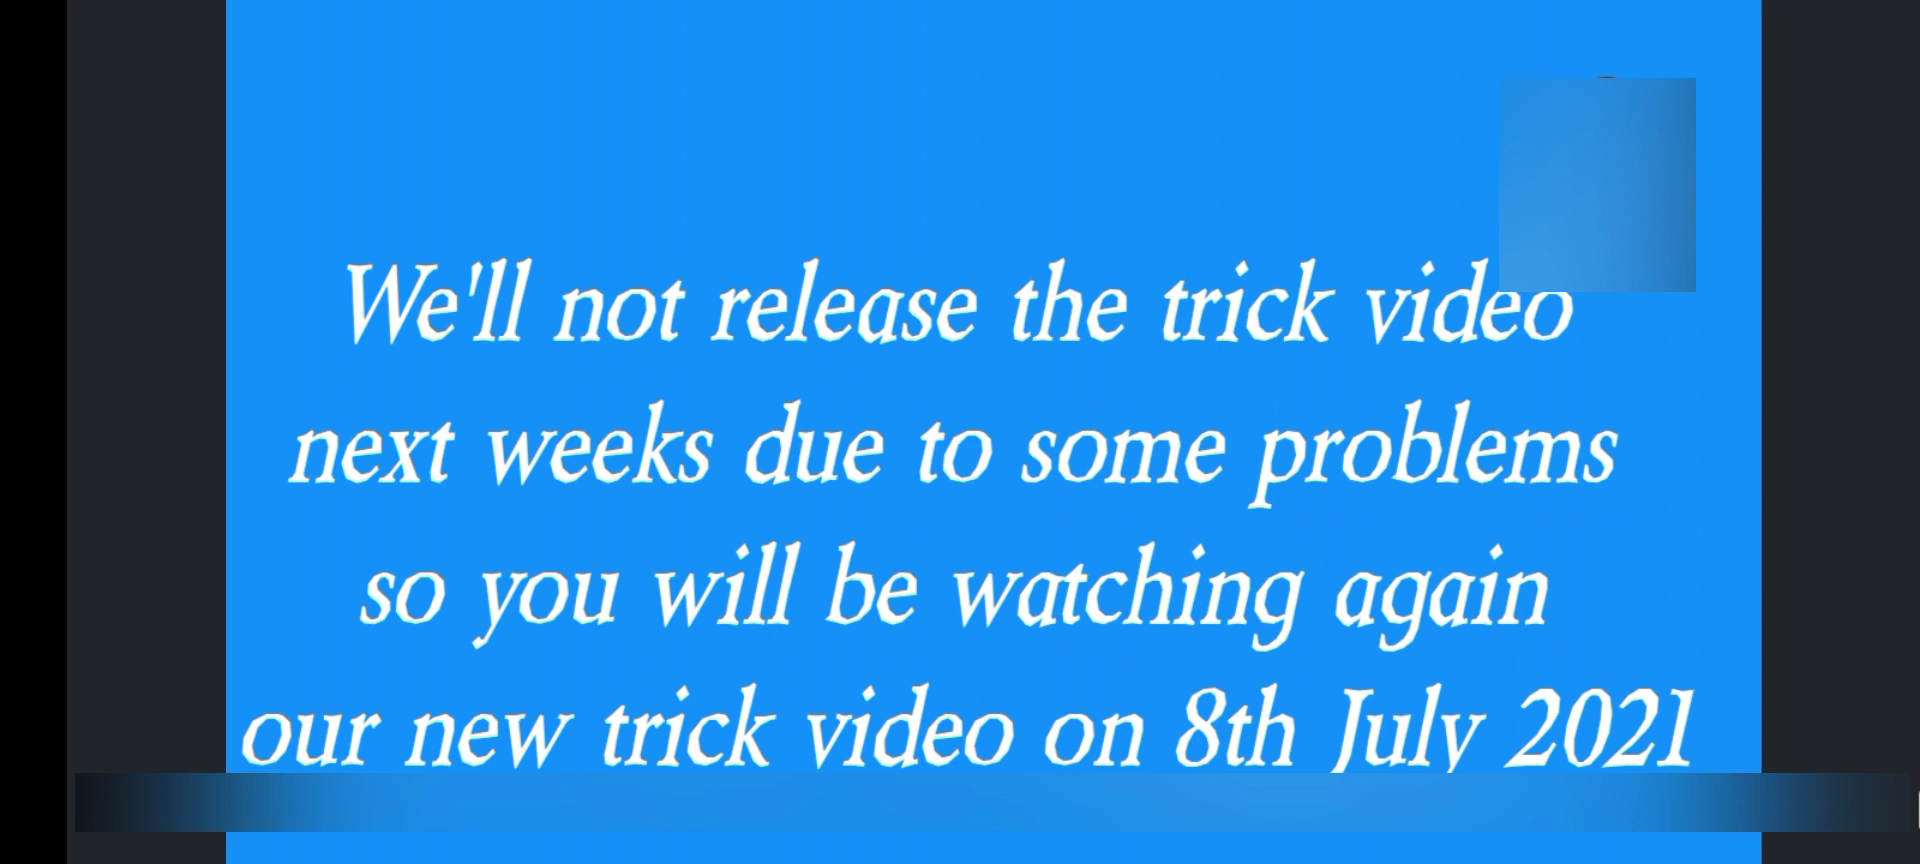 We'll not release the trick video
next weeks due to some problems
so you will be watching again
our new trick video on 8th July 2021